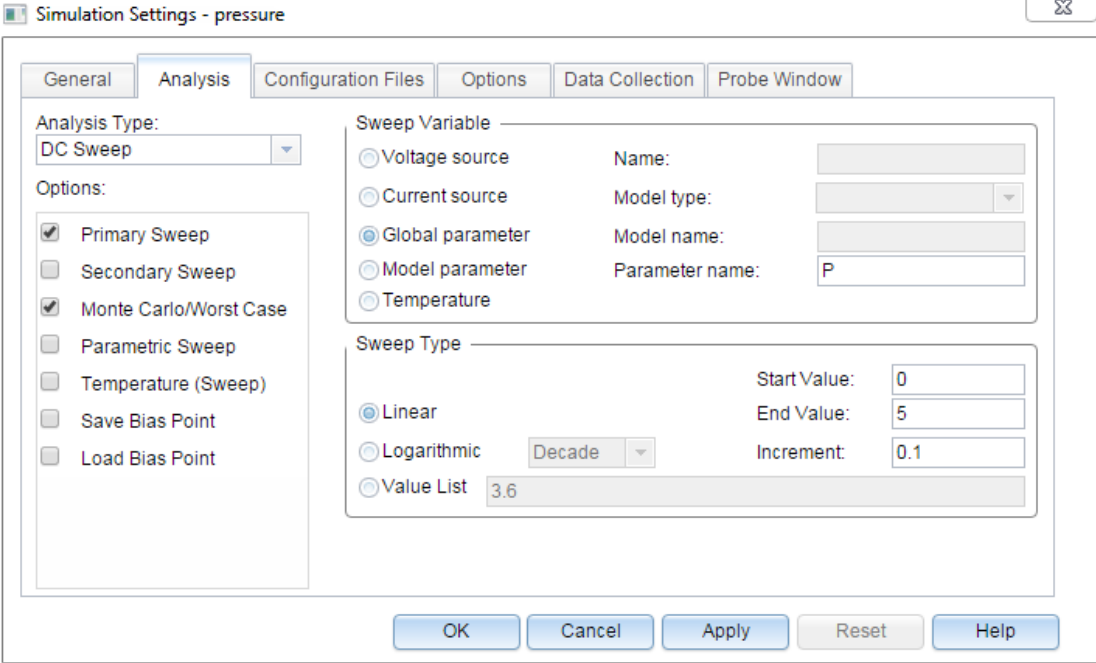 Simulation Settings - pressure
General Analysis Configuration Files Options Data Collection Probe Window
Analysis Type:
DC Sweep
Options:
Primary Sweep
Secondary Sweep
Monte Carlo/Worst Case
Parametric Sweep
Temperature (Sweep)
Save Bias Point
Load Bias Point
Sweep Variable
Voltage source Name:
Current source Model type:
Global parameter Model name:
Model parameter Parameter name: P
Temperature
Sweep Type
Start Value: 0
Linear End Value: 5
Logarithmic Decade Increment: 0.1
Value List 3.6
OK Cancel Apply Reset Help